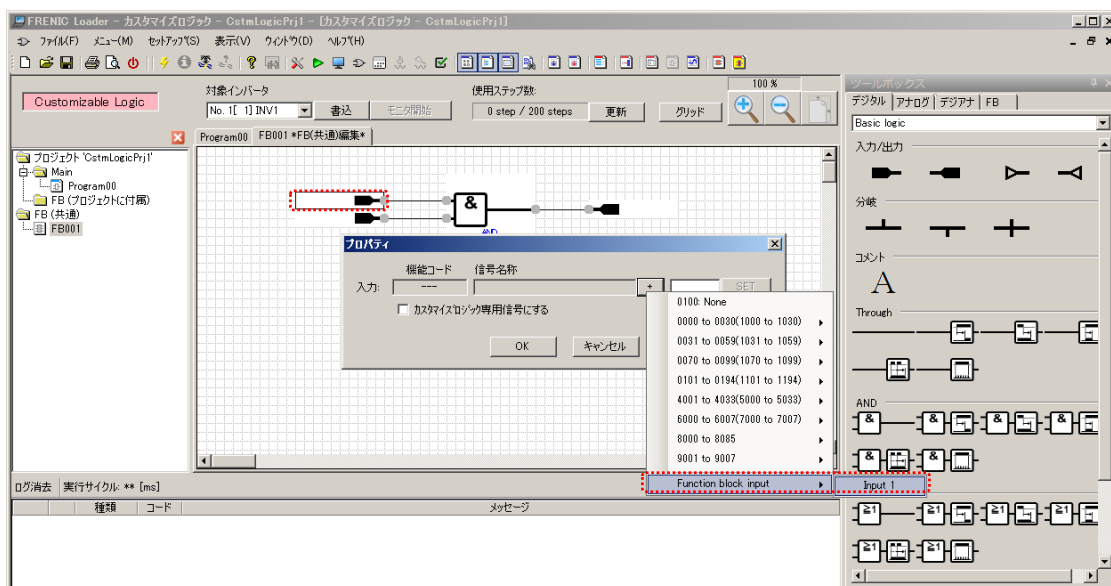 FRENIC Loader - カスタマイズロジック - CstmLogicPrj1 - [カスタマイズロジック - CstmLogicPrj1]
ファイル(F) メニュー(M) セットアップ(S) 表示(V) ウィンドウ(D) ヘルプ(H)
Customizable Logic
対象インバータ
No. 1[ 1] INV1
書込
モニタ開始
使用ステップ数:
0 step / 200 steps
更新
グリッド
100 %
Program00
FB001 *FB(共通)編集*
プロジェクト 'CstmLogicPrj1'
Main
Program00
FB (プロジェクトに付属)
FB (共通)
FB001
&
AND
プロパティ
機能コード 信号名称
入力: ---
+
SET
カスタマイズロジック専用信号にする
OK
キャンセル
0100: None
0000 to 0030(1000 to 1030)
0031 to 0059(1031 to 1059)
0070 to 0099(1070 to 1099)
0101 to 0194(1101 to 1194)
4001 to 4033(5000 to 5033)
6000 to 6007(7000 to 7007)
8000 to 8085
9001 to 9007
Function block input
Input 1
ツールボックス
デジタル アナログ デジアナ FB
Basic logic
入力/出力
分岐
コメント
A
Through
AND
& & & &
& &
≧1 ≧1 ≧1 ≧1
≧1 ≧1
ログ消去 実行サイクル: ** [ms]
種類 コード メッセージ